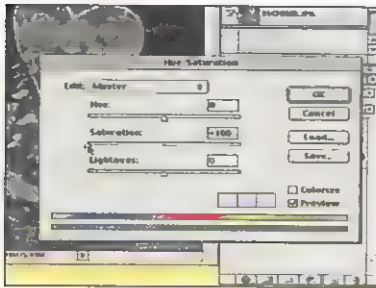 Hue/Saturation
Edit: Master
OK
Hue: 0
Cancel
Saturation: -100
Load...
Lightness: 0
Save...
Colorize
Preview